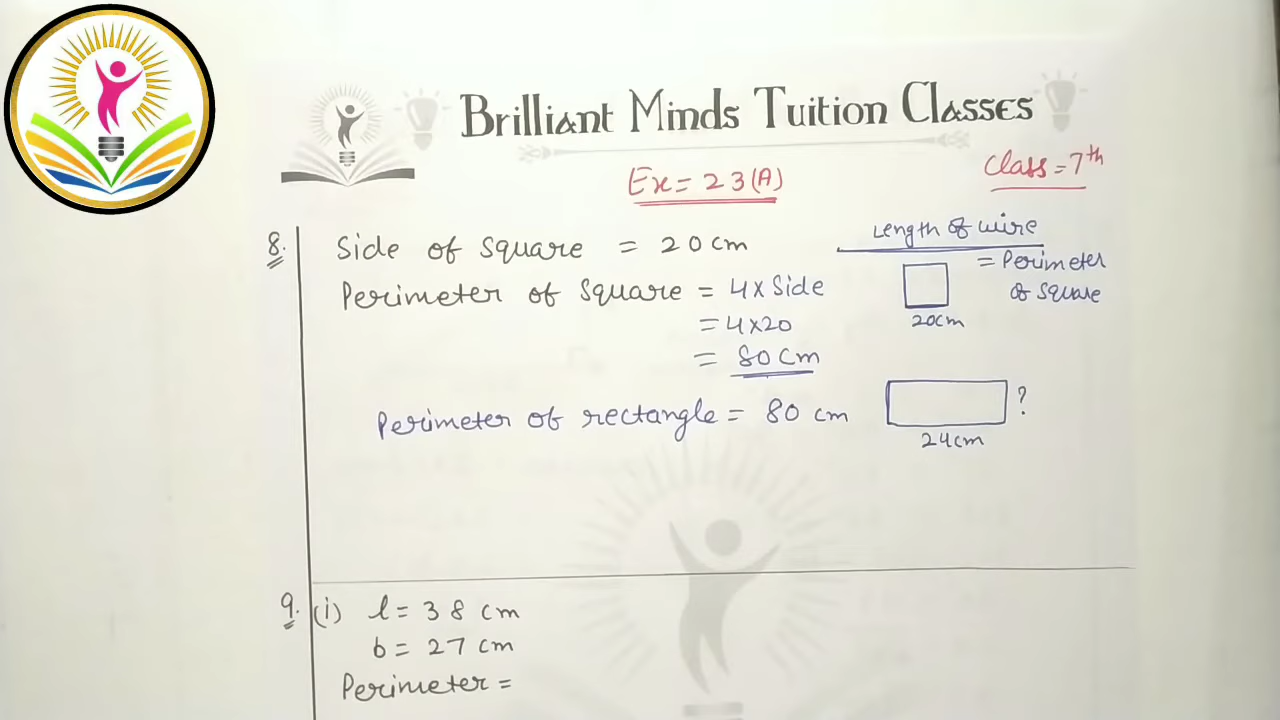 Brilliant Minds Tuition Classes
Ex = 23(A)
Class = 7th
8. Side of square = 20 cm
Perimeter of square = 4 x Side
= 4 x 20
= 80 cm
Length of wire
= Perimeter of square
20cm
Perimeter of rectangle = 80 cm
?
24cm
9. (i) l = 38 cm
b = 27 cm
Perimeter =